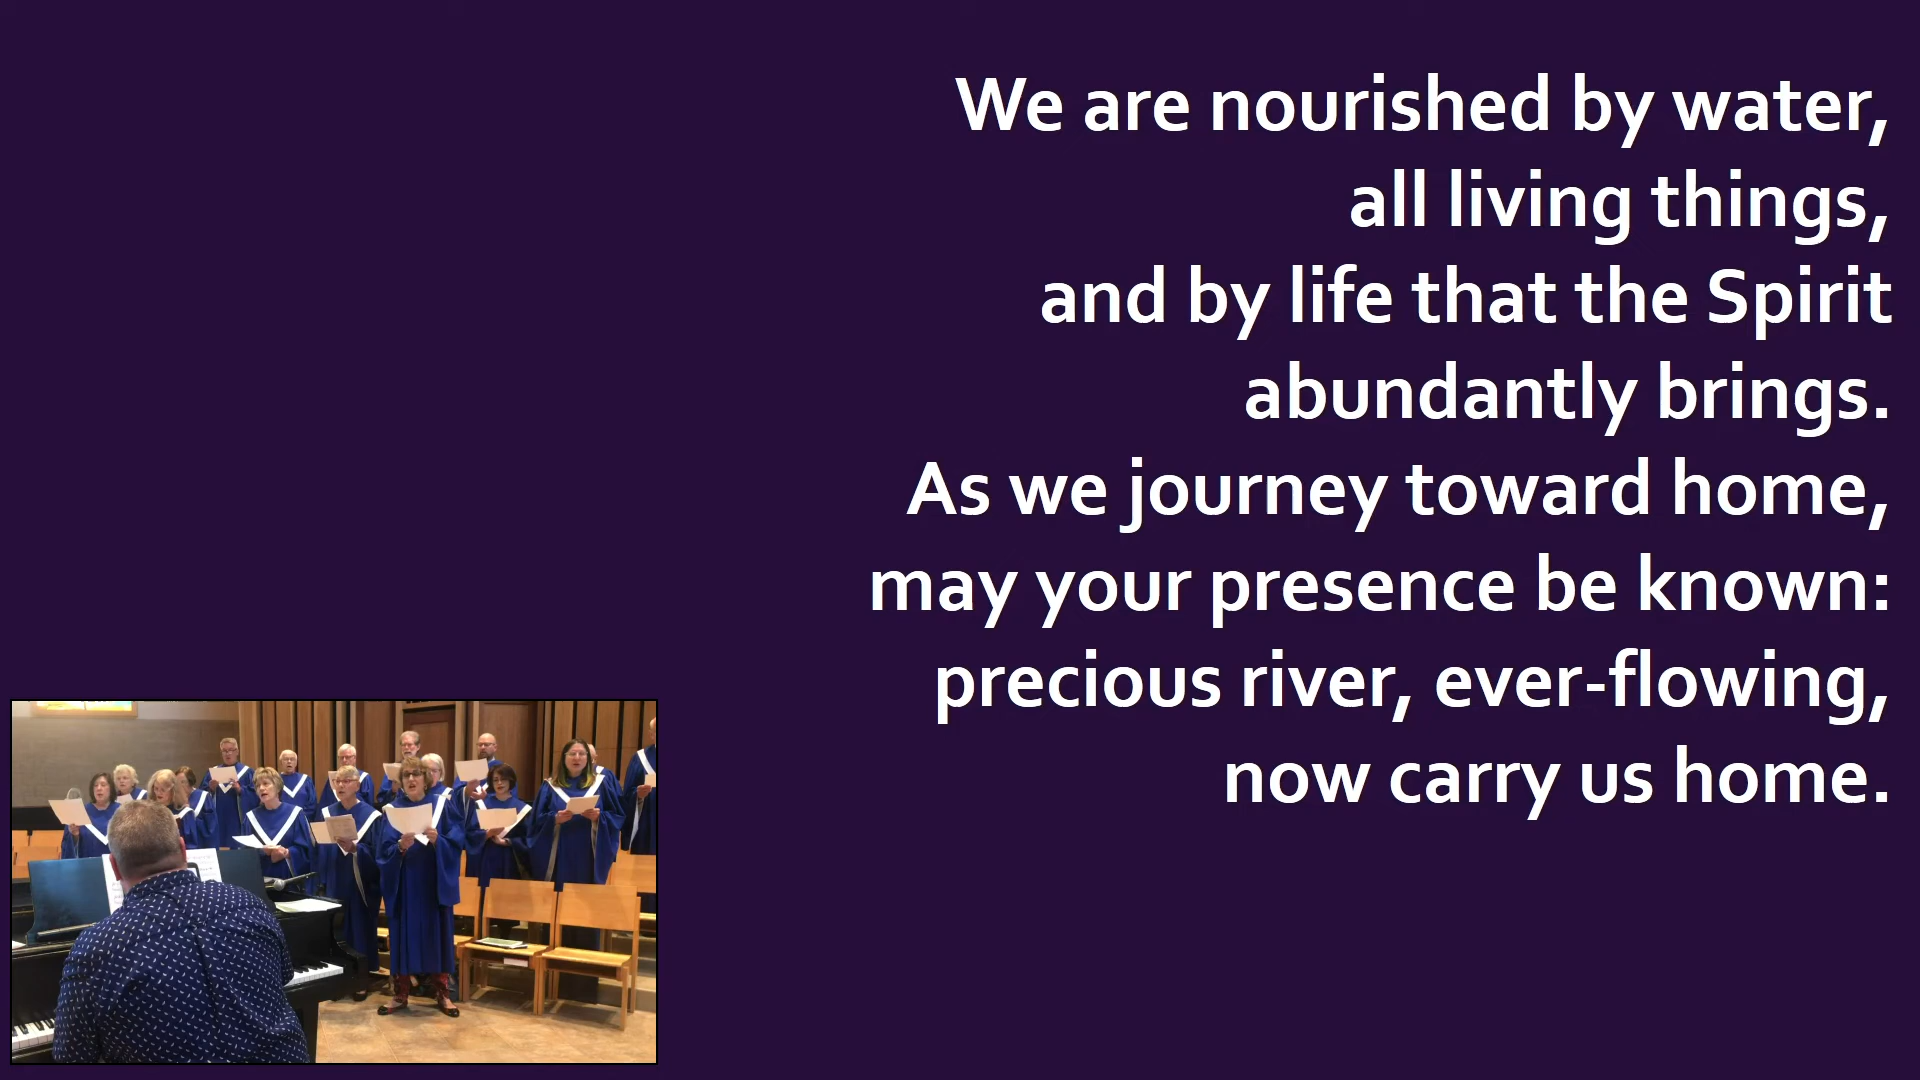 We are nourished by water,
all living things,
and by life that the Spirit
abundantly brings.
As we journey toward home,
may your presence be known:
precious river, ever-flowing,
now carry us home.